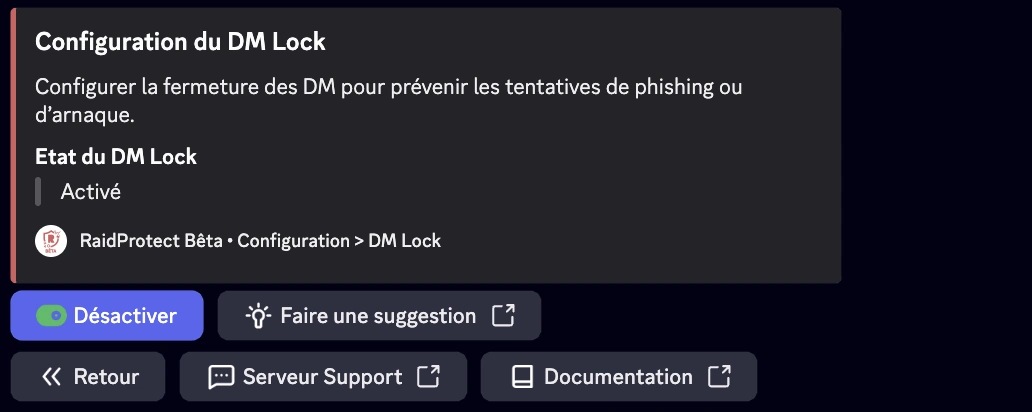 Configuration du DM Lock
Configurer la fermeture des DM pour prévenir les tentatives de phishing ou
d’arnaque.
Etat du DM Lock
Activé
RaidProtect Bêta • Configuration > DM Lock
Désactiver
Faire une suggestion
Retour
Serveur Support
Documentation